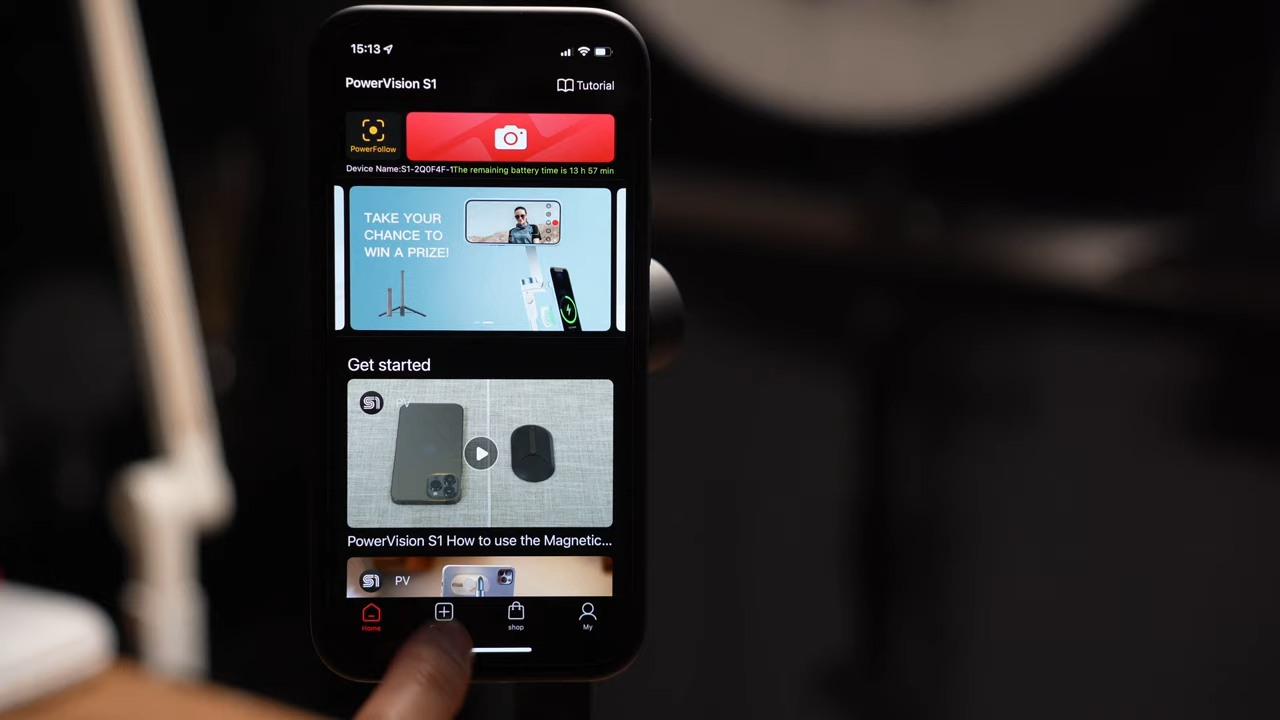 15:13
PowerVision S1
Tutorial
PowerFollow
Device Name:S1-2Q0F4F-1The remaining battery time is 13 h 57 min
TAKE YOUR
CHANCE TO
WIN A PRIZE!
Get started
S1 PV
PowerVision S1 How to use the Magnetic...
S1 PV
Home
shop
My